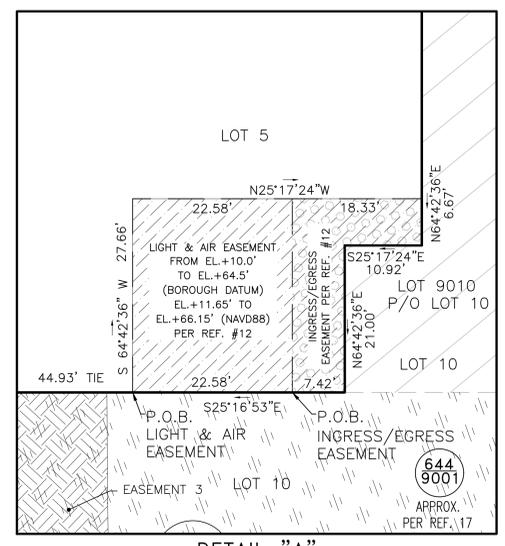 LOT 5
N25°17'24"W
22.58'
18.33'
N64°42'36"E
6.67'
S 64°42'36" W 27.66'
LIGHT & AIR EASEMENT
FROM EL.+10.0'
TO EL.+64.5'
(BOROUGH DATUM)
EL.+11.65' TO
EL.+66.15' (NAVD88)
PER REF. #12
INGRESS/EGRESS
EASEMENT PER REF. #12
S25°17'24"E
10.92'
N64°42'36"E
21.00'
LOT 9010
P/O LOT 10
LOT 10
44.93' TIE
22.58'
7.42'
S25°16'53"E
P.O.B.
LIGHT & AIR
EASEMENT
P.O.B.
INGRESS/EGRESS
EASEMENT
EASEMENT 3
LOT 10
644
9001
APPROX.
PER REF. 17
DETAIL "A"